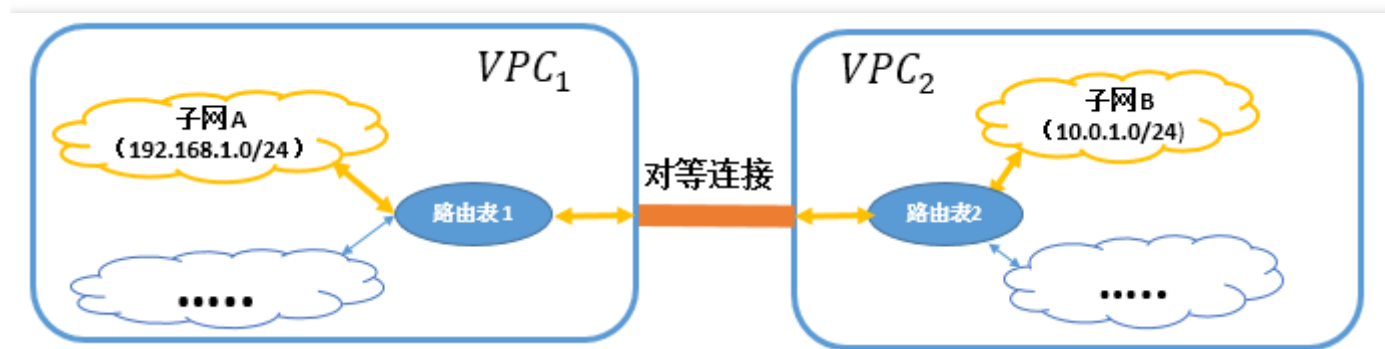 VPC₁
子网A
（192.168.1.0/24）
路由表1
•••••
对等连接
VPC₂
子网B
（10.0.1.0/24)
路由表2
•••••